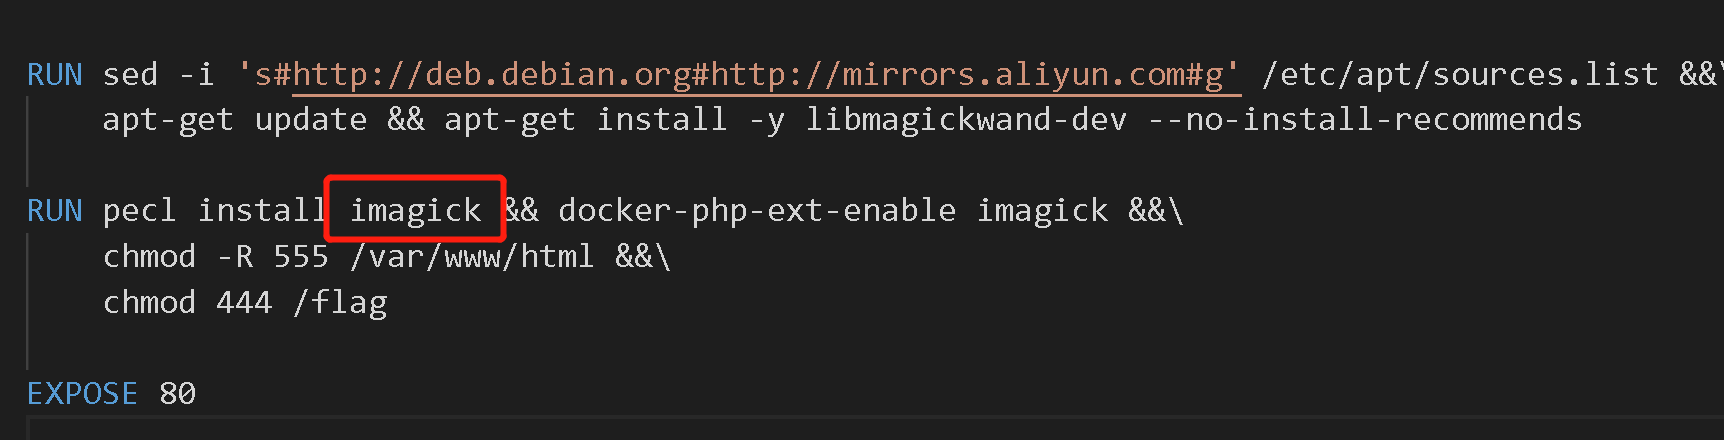 RUN sed -i 's#http://deb.debian.org#http://mirrors.aliyun.com#g' /etc/apt/sources.list &&\
apt-get update && apt-get install -y libmagickwand-dev --no-install-recommends
RUN pecl install imagick && docker-php-ext-enable imagick &&\
chmod -R 555 /var/www/html &&\
chmod 444 /flag
EXPOSE 80